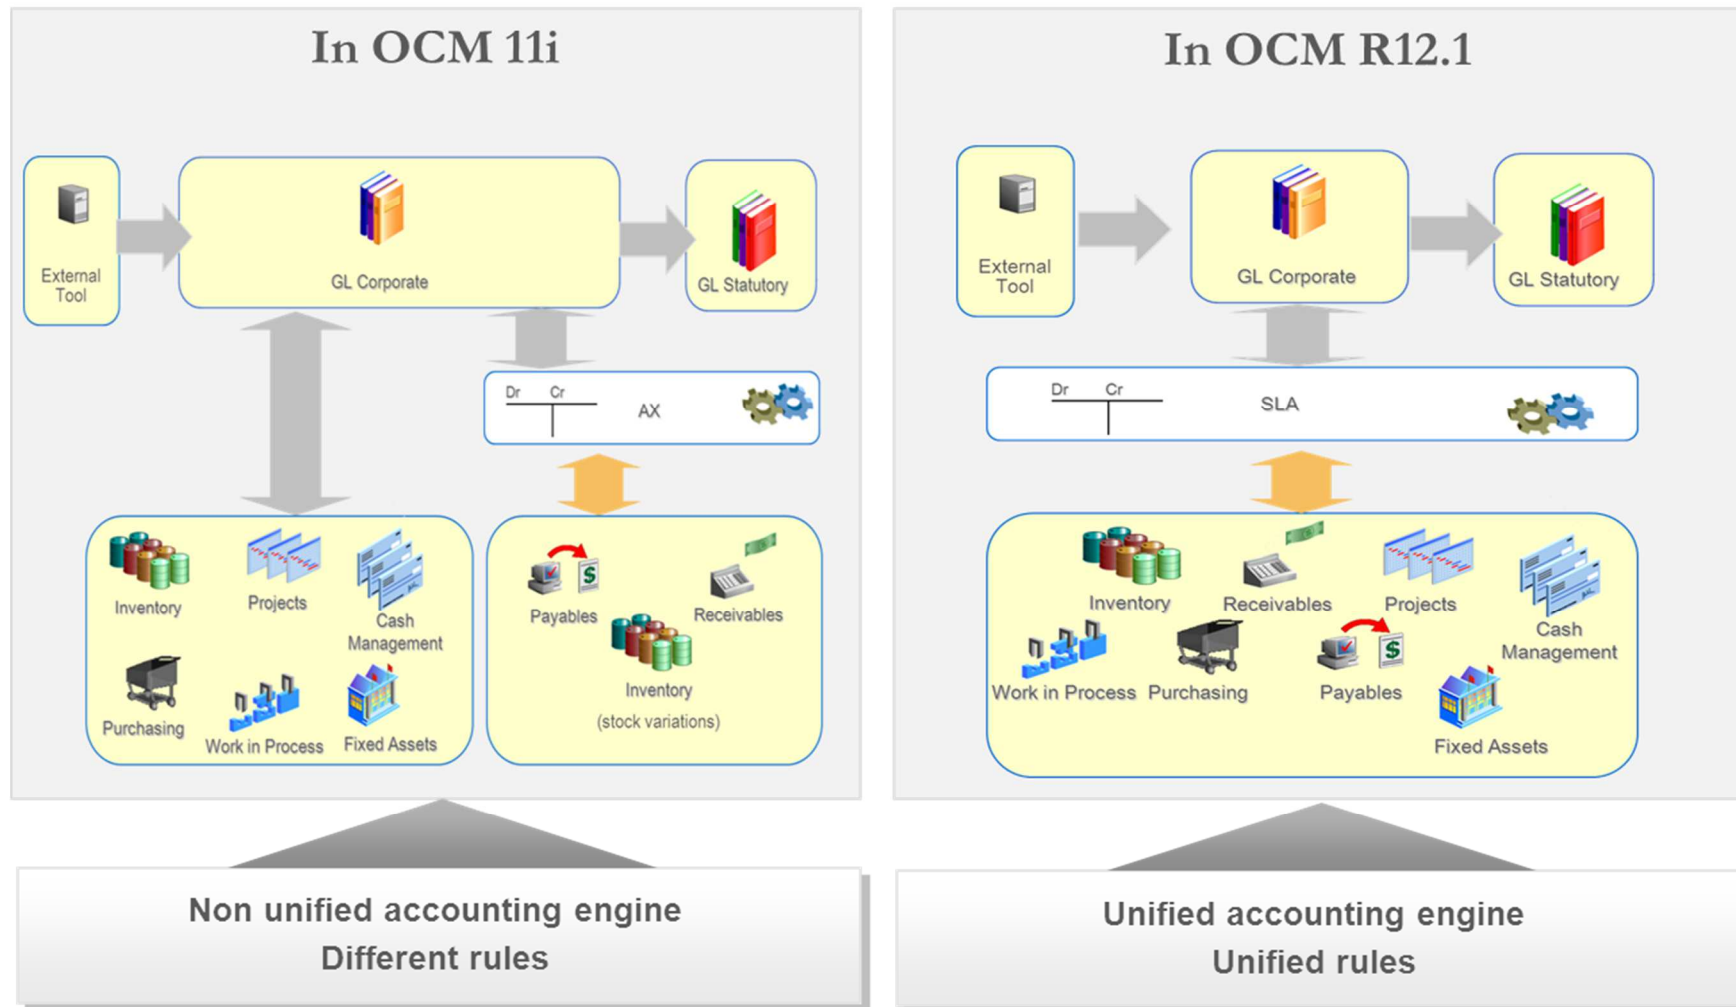 In OCM 11i
External
Tool
GL Corporate
GL Statutory
Dr Cr
AX
Inventory
Projects
Cash
Management
Purchasing
Work in Process
Fixed Assets
Payables
Receivables
Inventory
(stock variations)
Non unified accounting engine
Different rules
In OCM R12.1
External
Tool
GL Corporate
GL Statutory
Dr Cr
SLA
Inventory
Receivables
Projects
Cash
Management
Work in Process
Purchasing
Payables
Fixed Assets
Unified accounting engine
Unified rules